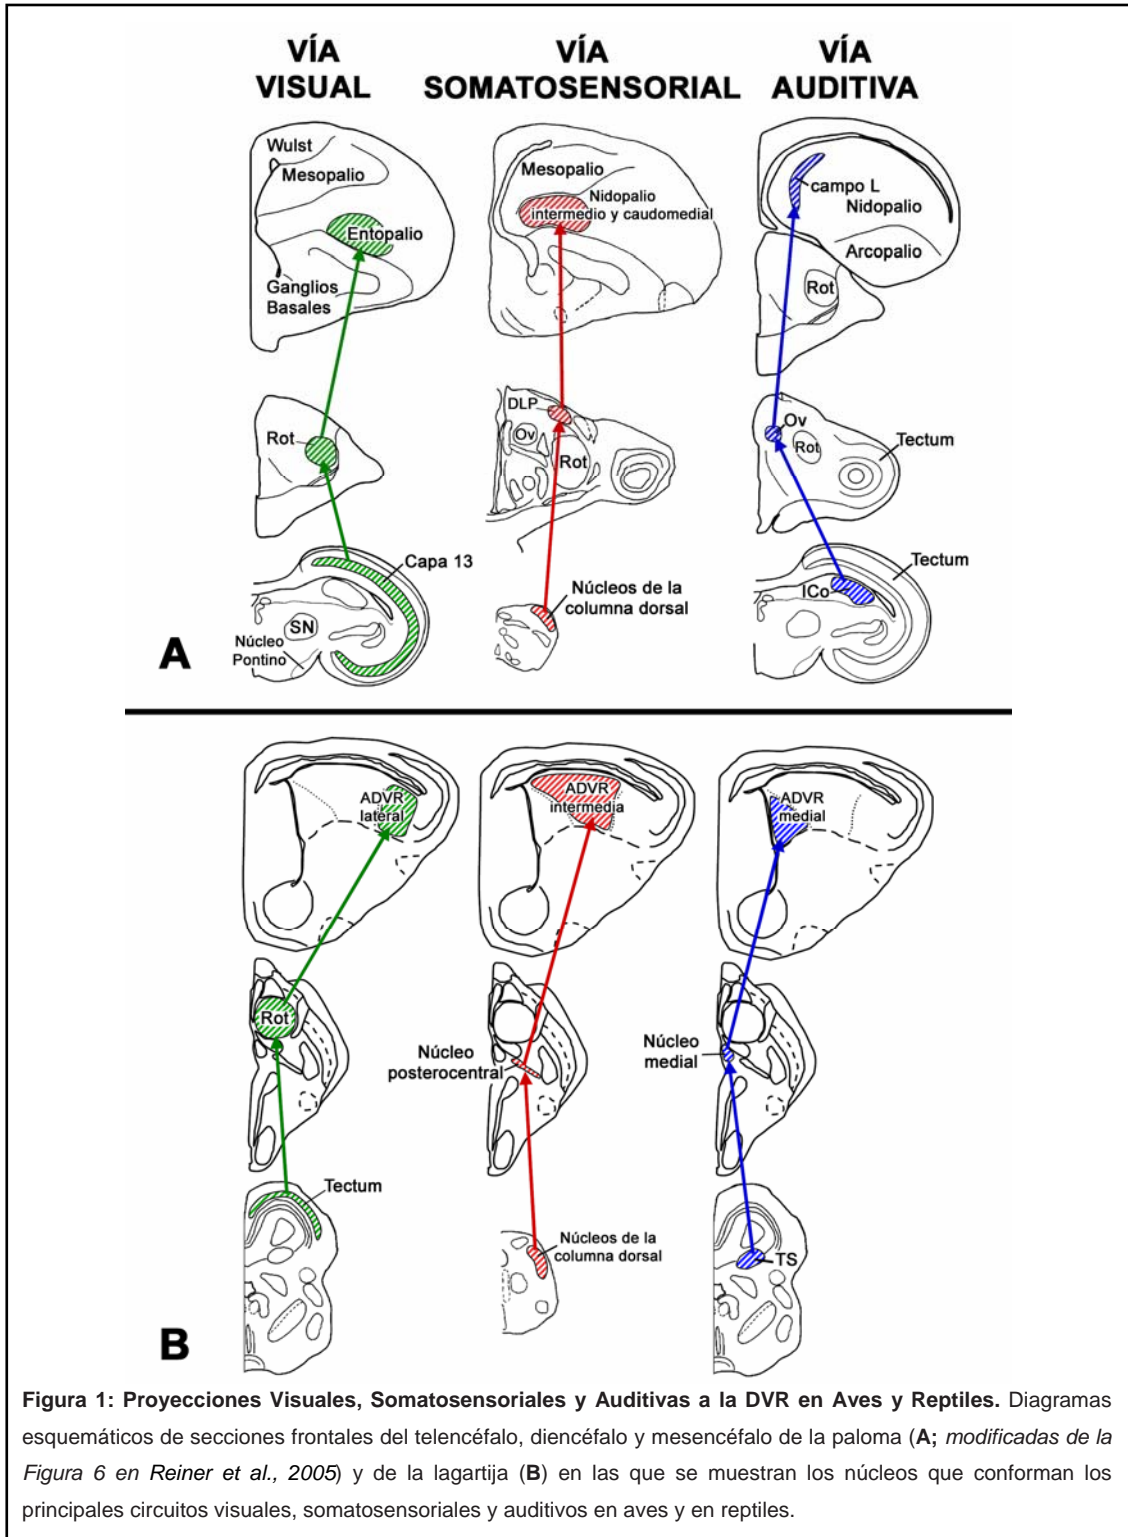 VÍA
VISUAL
VÍA
SOMATOSENSORIAL
VÍA
AUDITIVA
Wulst
Mesopalio
Entopalio
Ganglios
Basales
Rot
Capa 13
SN
Núcleo
Pontino
Mesopalio
Nidopalio
intermedio y caudomedial
DLP
Ov
Rot
Núcleos de la
columna dorsal
campo L
Nidopalio
Arcopalio
Rot
Ov
Rot
Tectum
Tectum
ICo
A
ADVR
lateral
Rot
Tectum
ADVR
intermedia
Núcleo
posterocentral
Núcleos de la
columna dorsal
ADVR
medial
Núcleo
medial
TS
B
Figura 1: Proyecciones Visuales, Somatosensoriales y Auditivas a la DVR en Aves y Reptiles. Diagramas
esquemáticos de secciones frontales del telencéfalo, diencéfalo y mesencéfalo de la paloma (A; modificadas de la
Figura 6 en Reiner et al., 2005) y de la lagartija (B) en las que se muestran los núcleos que conforman los
principales circuitos visuales, somatosensoriales y auditivos en aves y en reptiles.